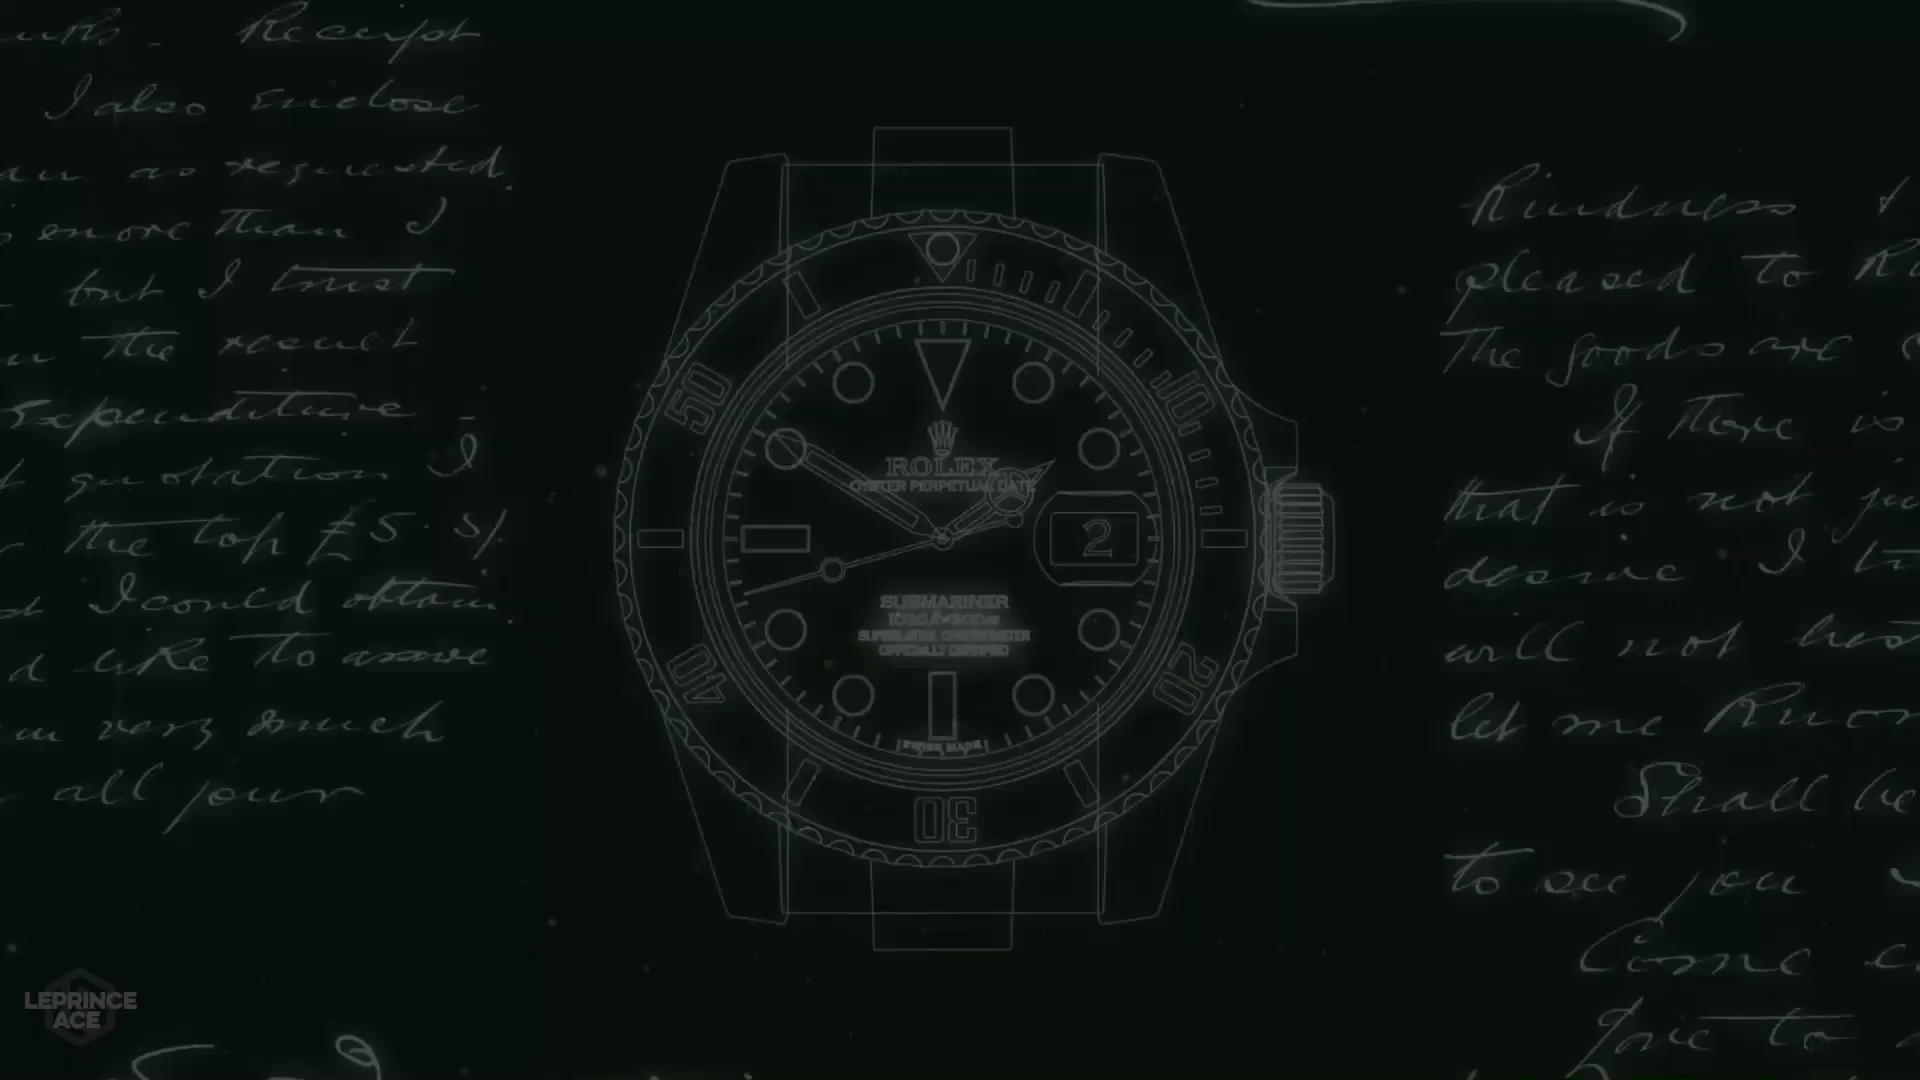 Receipt
I also enclose
as requested.
more than I
but I trust
the result
Expenditure -
quotation I
the top £5.
I could obtain
like to assure
very much
all your
50
10
ROLEX
OYSTER PERPETUAL DATE
2
SUBMARINER
1000ft=300m
SUPERLATIVE CHRONOMETER
OFFICIALLY CERTIFIED
40
20
SWISS MADE
30
Kindness
pleased to
The goods are
If there is
that is not
desire I
will not
let me
Shall be
to see you
Come
to
LEPRINCE
ACE